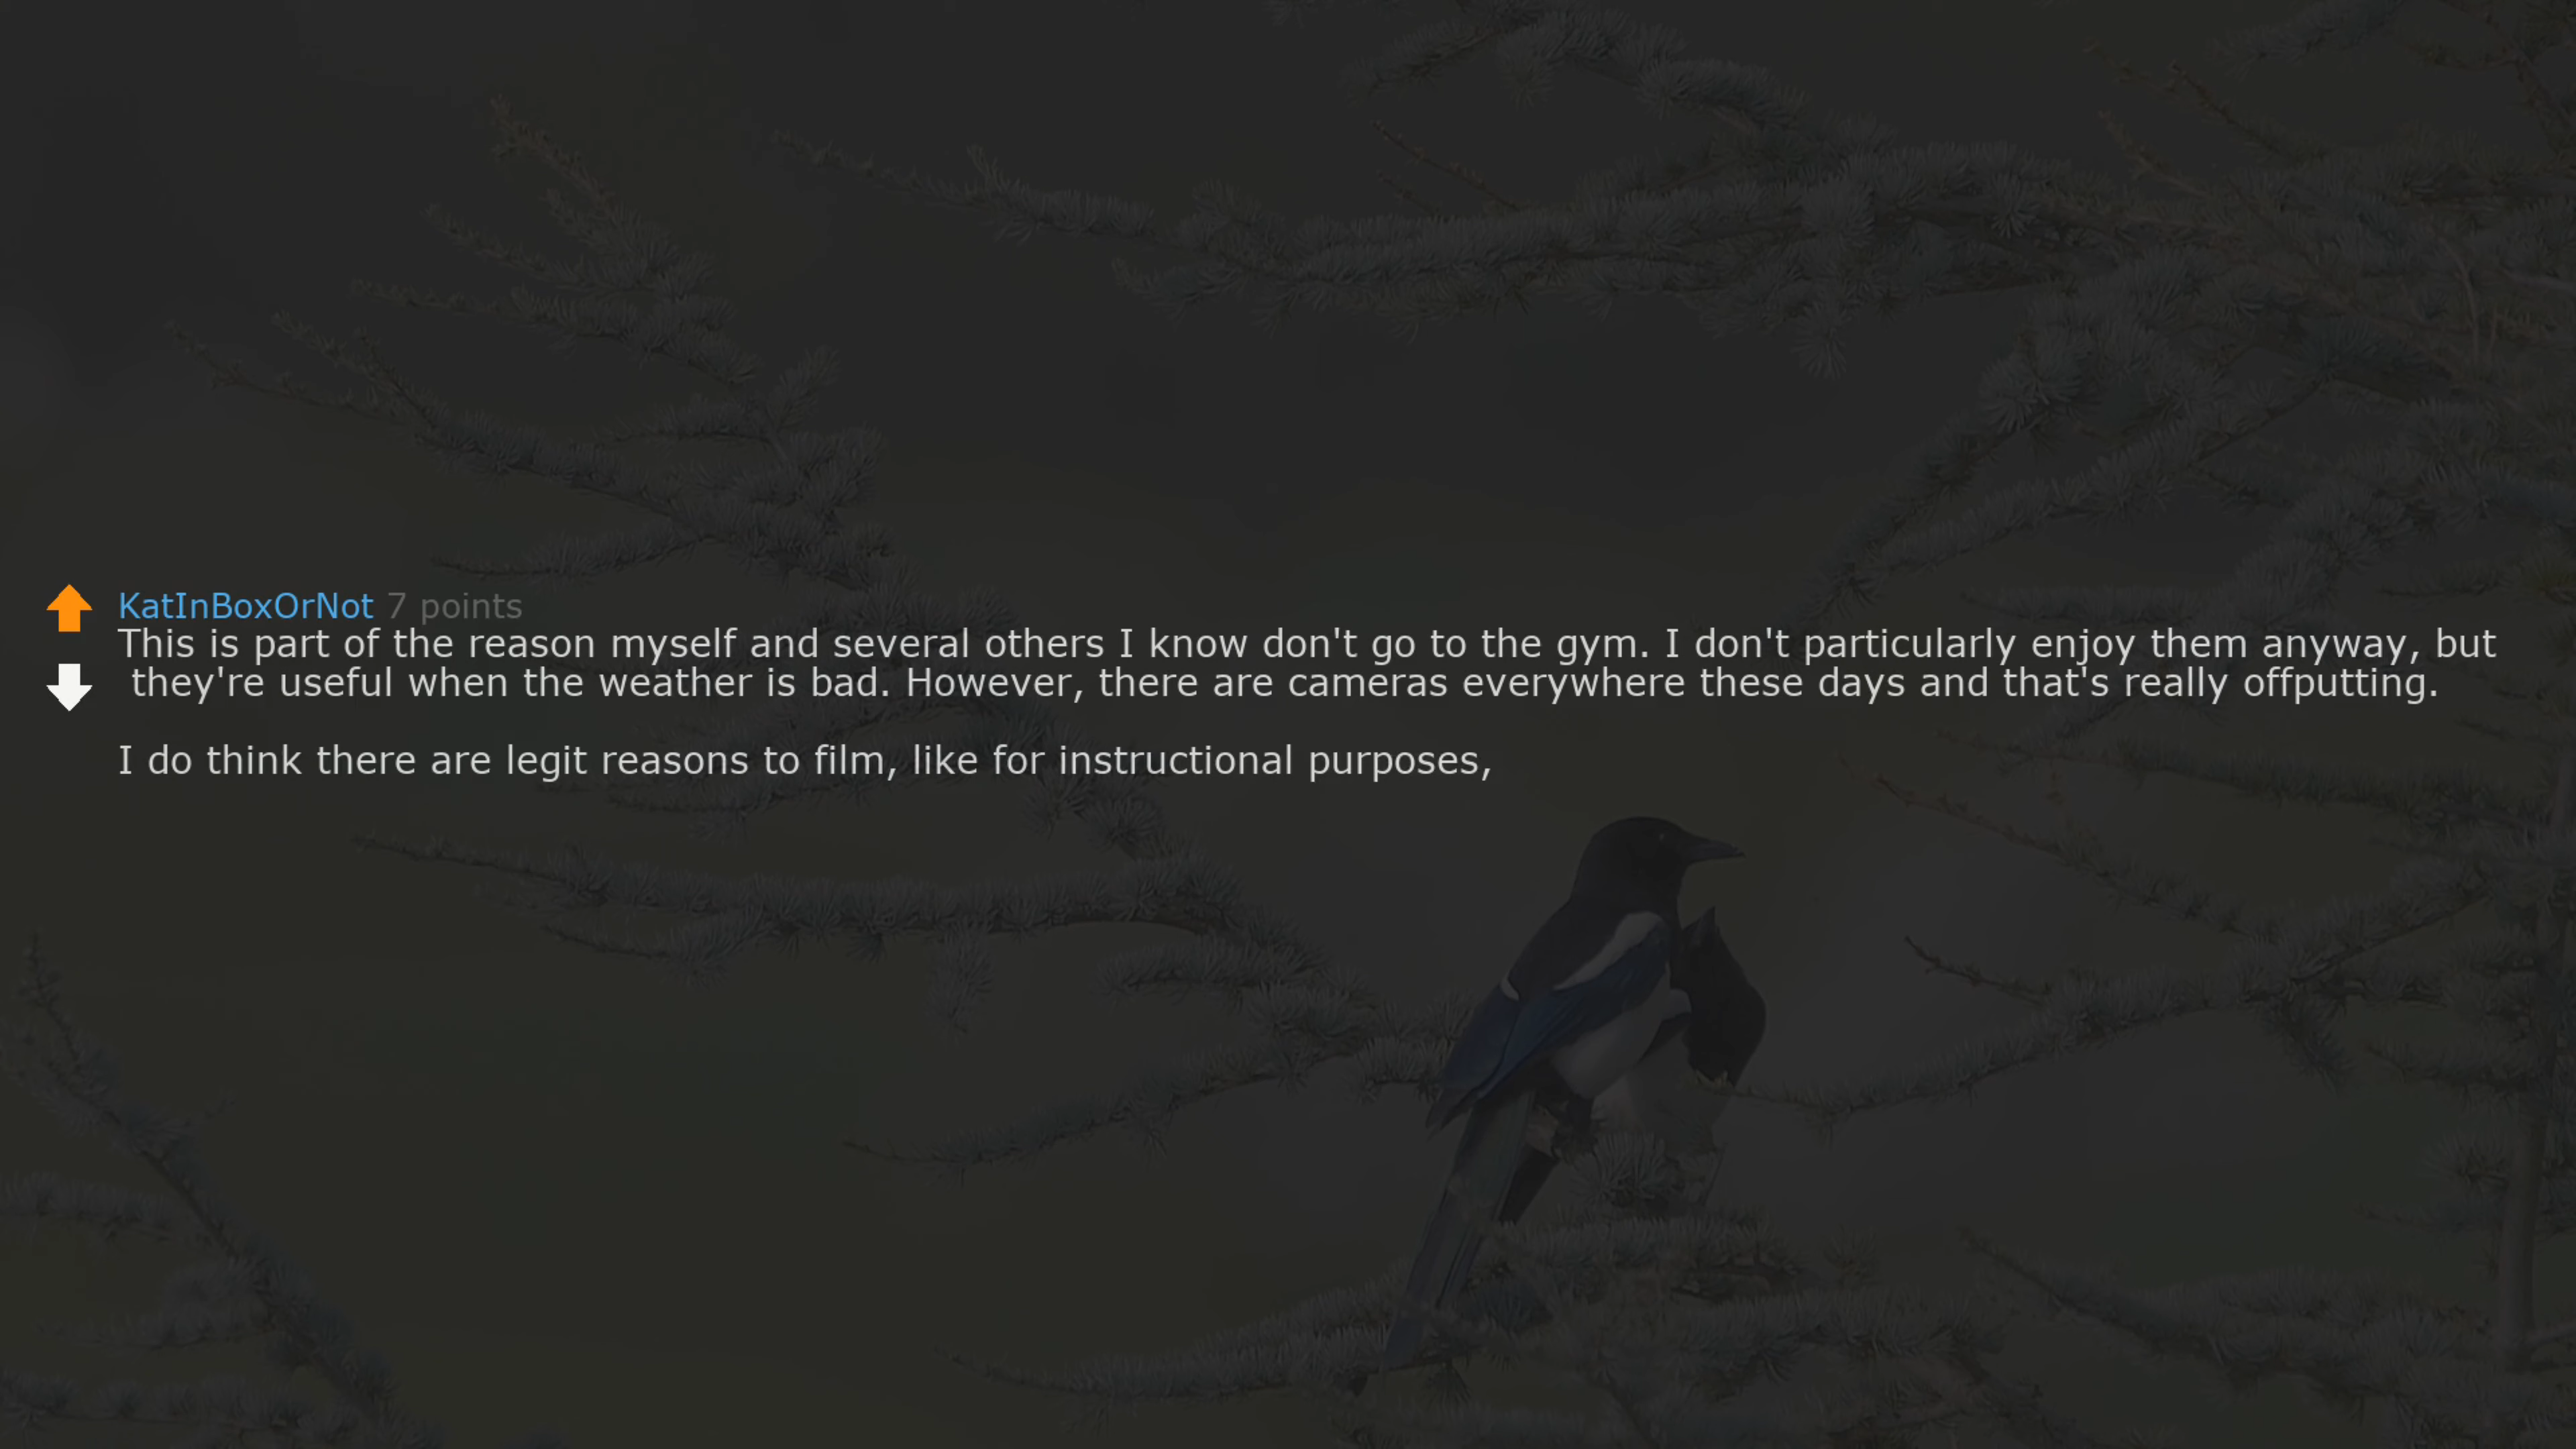 KatInBoxOrNot 7 points
This is part of the reason myself and several others I know don't go to the gym. I don't particularly enjoy them anyway, but
they're useful when the weather is bad. However, there are cameras everywhere these days and that's really offputting.
I do think there are legit reasons to film, like for instructional purposes,